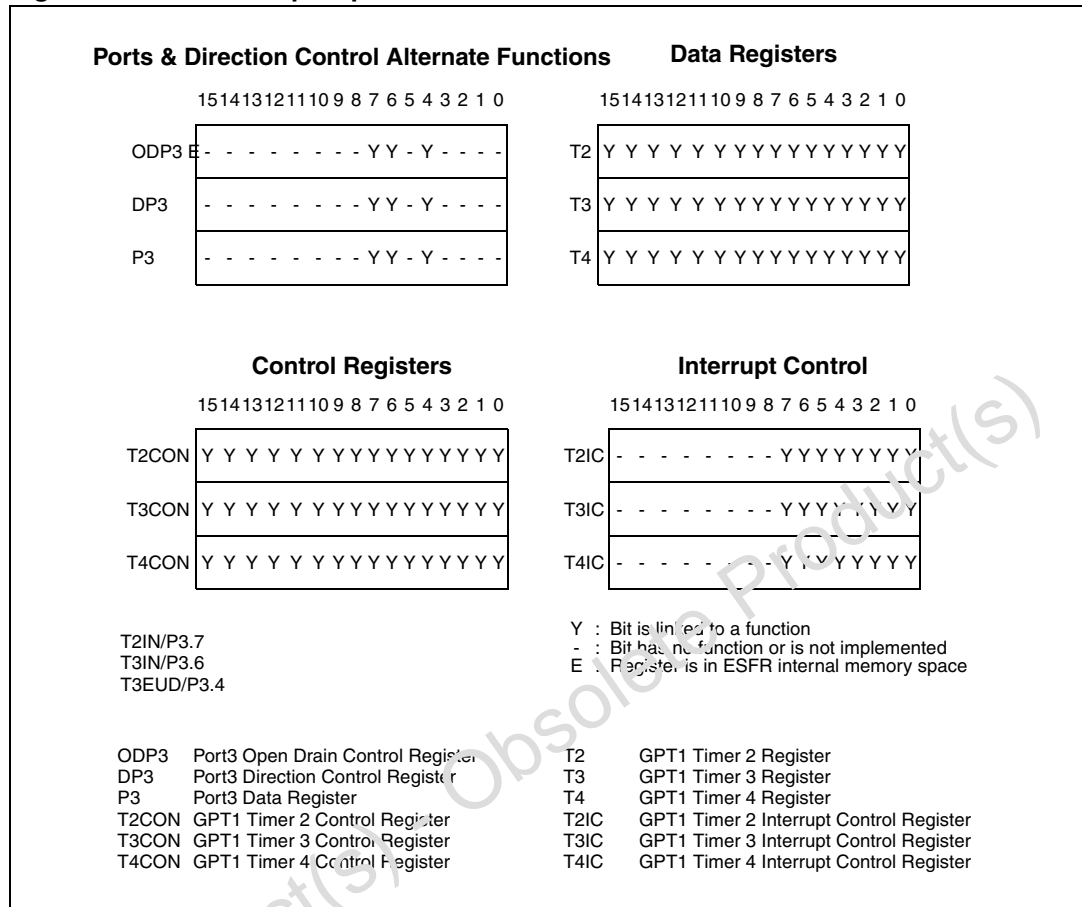 Ports & Direction Control Alternate Functions
15 14 13 12 11 10 9 8 7 6 5 4 3 2 1 0
ODP3 E - - - - - - - - Y Y - Y - - - -
DP3 - - - - - - - - Y Y - Y - - - -
P3 - - - - - - - - Y Y - Y - - - -
Data Registers
15 14 13 12 11 10 9 8 7 6 5 4 3 2 1 0
T2 Y Y Y Y Y Y Y Y Y Y Y Y Y Y Y Y
T3 Y Y Y Y Y Y Y Y Y Y Y Y Y Y Y Y
T4 Y Y Y Y Y Y Y Y Y Y Y Y Y Y Y Y
Control Registers
15 14 13 12 11 10 9 8 7 6 5 4 3 2 1 0
T2CON Y Y Y Y Y Y Y Y Y Y Y Y Y Y Y Y
T3CON Y Y Y Y Y Y Y Y Y Y Y Y Y Y Y Y
T4CON Y Y Y Y Y Y Y Y Y Y Y Y Y Y Y Y
Interrupt Control
15 14 13 12 11 10 9 8 7 6 5 4 3 2 1 0
T2IC - - - - - - - - Y Y Y Y Y Y Y Y
T3IC - - - - - - - - Y Y Y Y Y Y Y Y
T4IC - - - - - - - - Y Y Y Y Y Y Y Y
T2IN/P3.7
T3IN/P3.6
T3EUD/P3.4
Y : Bit is linked to a function
- : Bit has no function or is not implemented
E : Register is in ESFR internal memory space
ODP3 Port3 Open Drain Control Register
DP3 Port3 Direction Control Register
P3 Port3 Data Register
T2CON GPT1 Timer 2 Control Register
T3CON GPT1 Timer 3 Control Register
T4CON GPT1 Timer 4 Control Register
T2 GPT1 Timer 2 Register
T3 GPT1 Timer 3 Register
T4 GPT1 Timer 4 Register
T2IC GPT1 Timer 2 Interrupt Control Register
T3IC GPT1 Timer 3 Interrupt Control Register
T4IC GPT1 Timer 4 Interrupt Control Register
ct(s) - Obsolete Product(s)